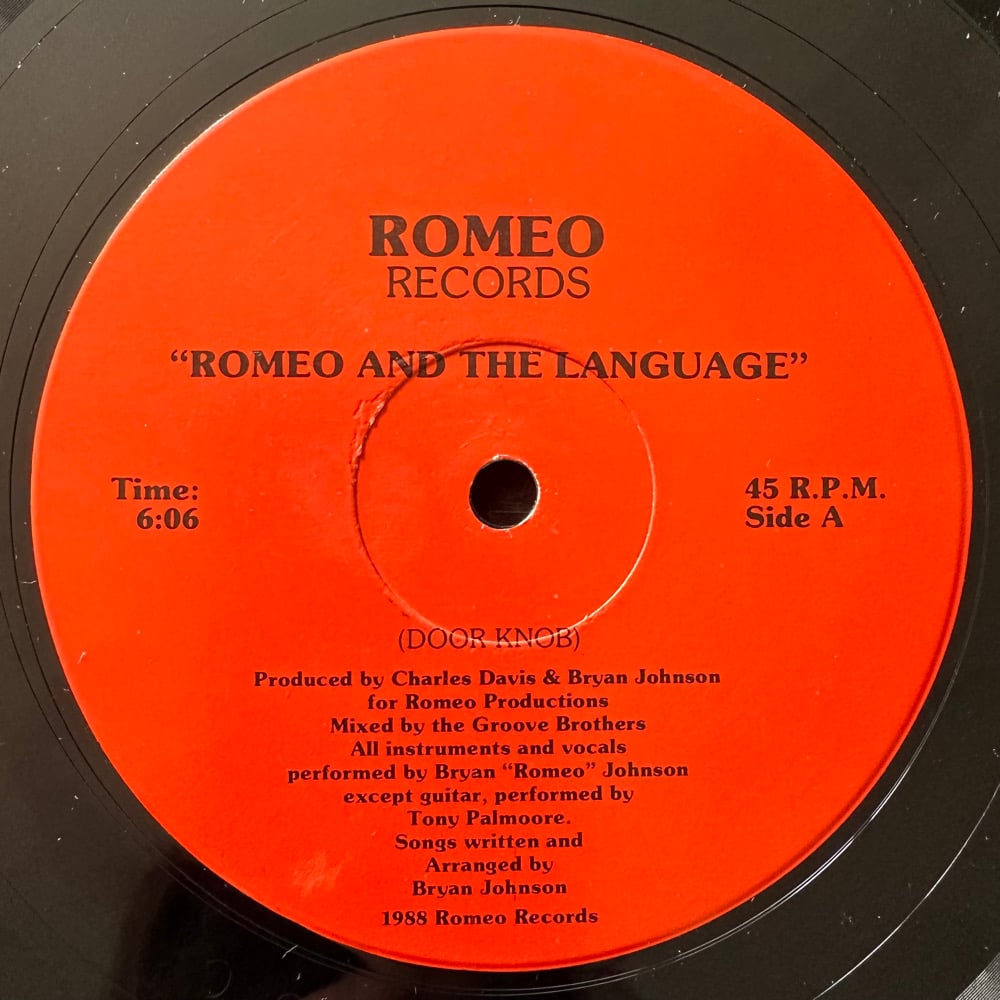 ROMEO
RECORDS
“ROMEO AND THE LANGUAGE”
Time:
6:06
45 R.P.M.
Side A
(DOOR KNOB)
Produced by Charles Davis & Bryan Johnson
for Romeo Productions
Mixed by the Groove Brothers
All instruments and vocals
performed by Bryan “Romeo” Johnson
except guitar, performed by
Tony Palmoore.
Songs written and
Arranged by
Bryan Johnson
1988 Romeo Records